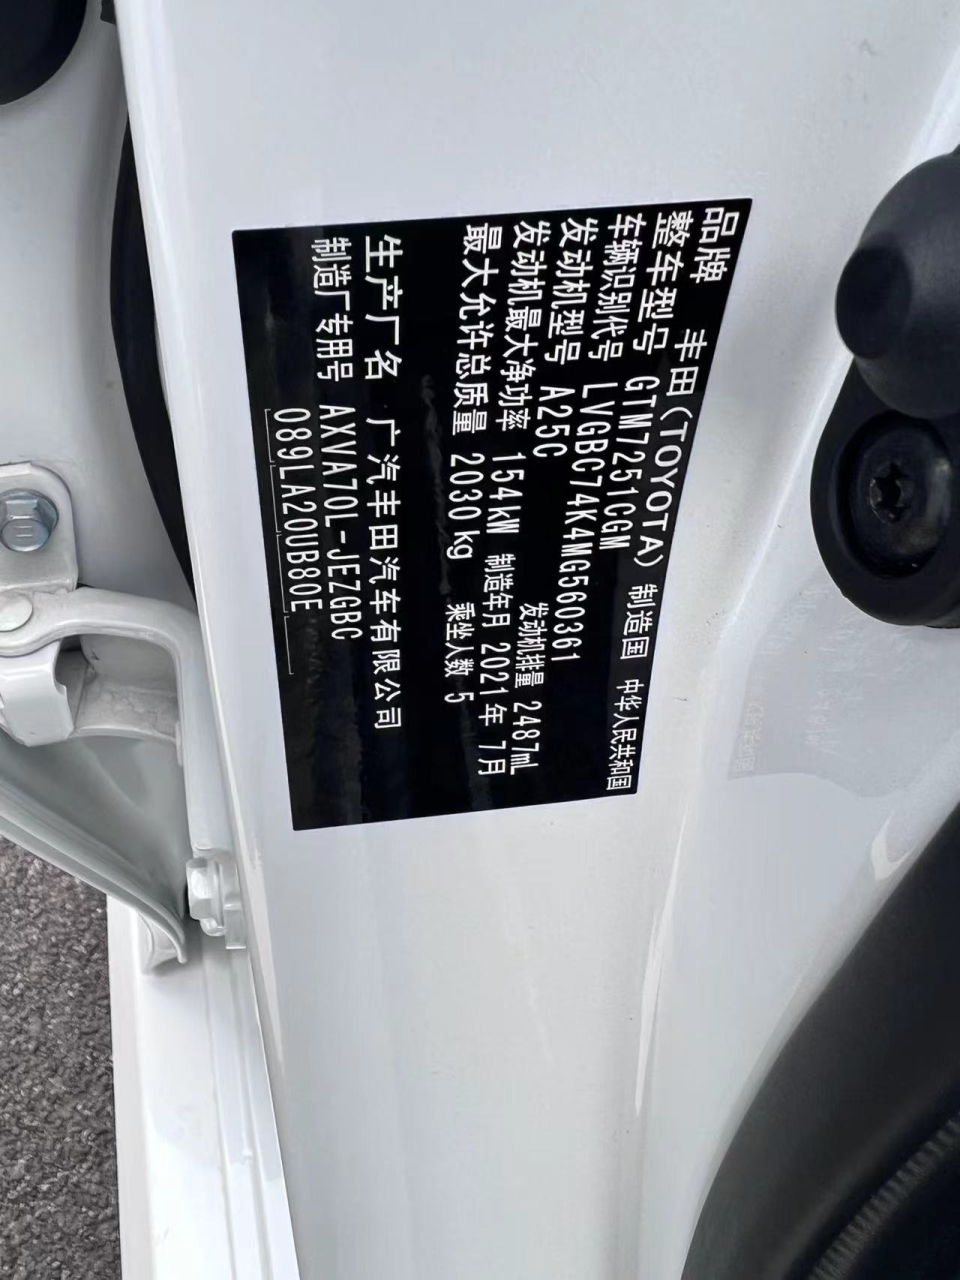 品牌 丰田(TOYOTA) 制造国 中华人民共和国
整车型号 GTM7251CGM
车辆识别代号 LVGBC74K4MG560361
发动机型号 A25C 发动机排量 2487mL
发动机最大净功率 154kW 制造年月 2021年 7月
最大允许总质量 2030kg 乘坐人数 5
生产厂名 广汽丰田汽车有限公司
制造厂专用号 AXVA70L-JEZGBC
089LA20UB80E